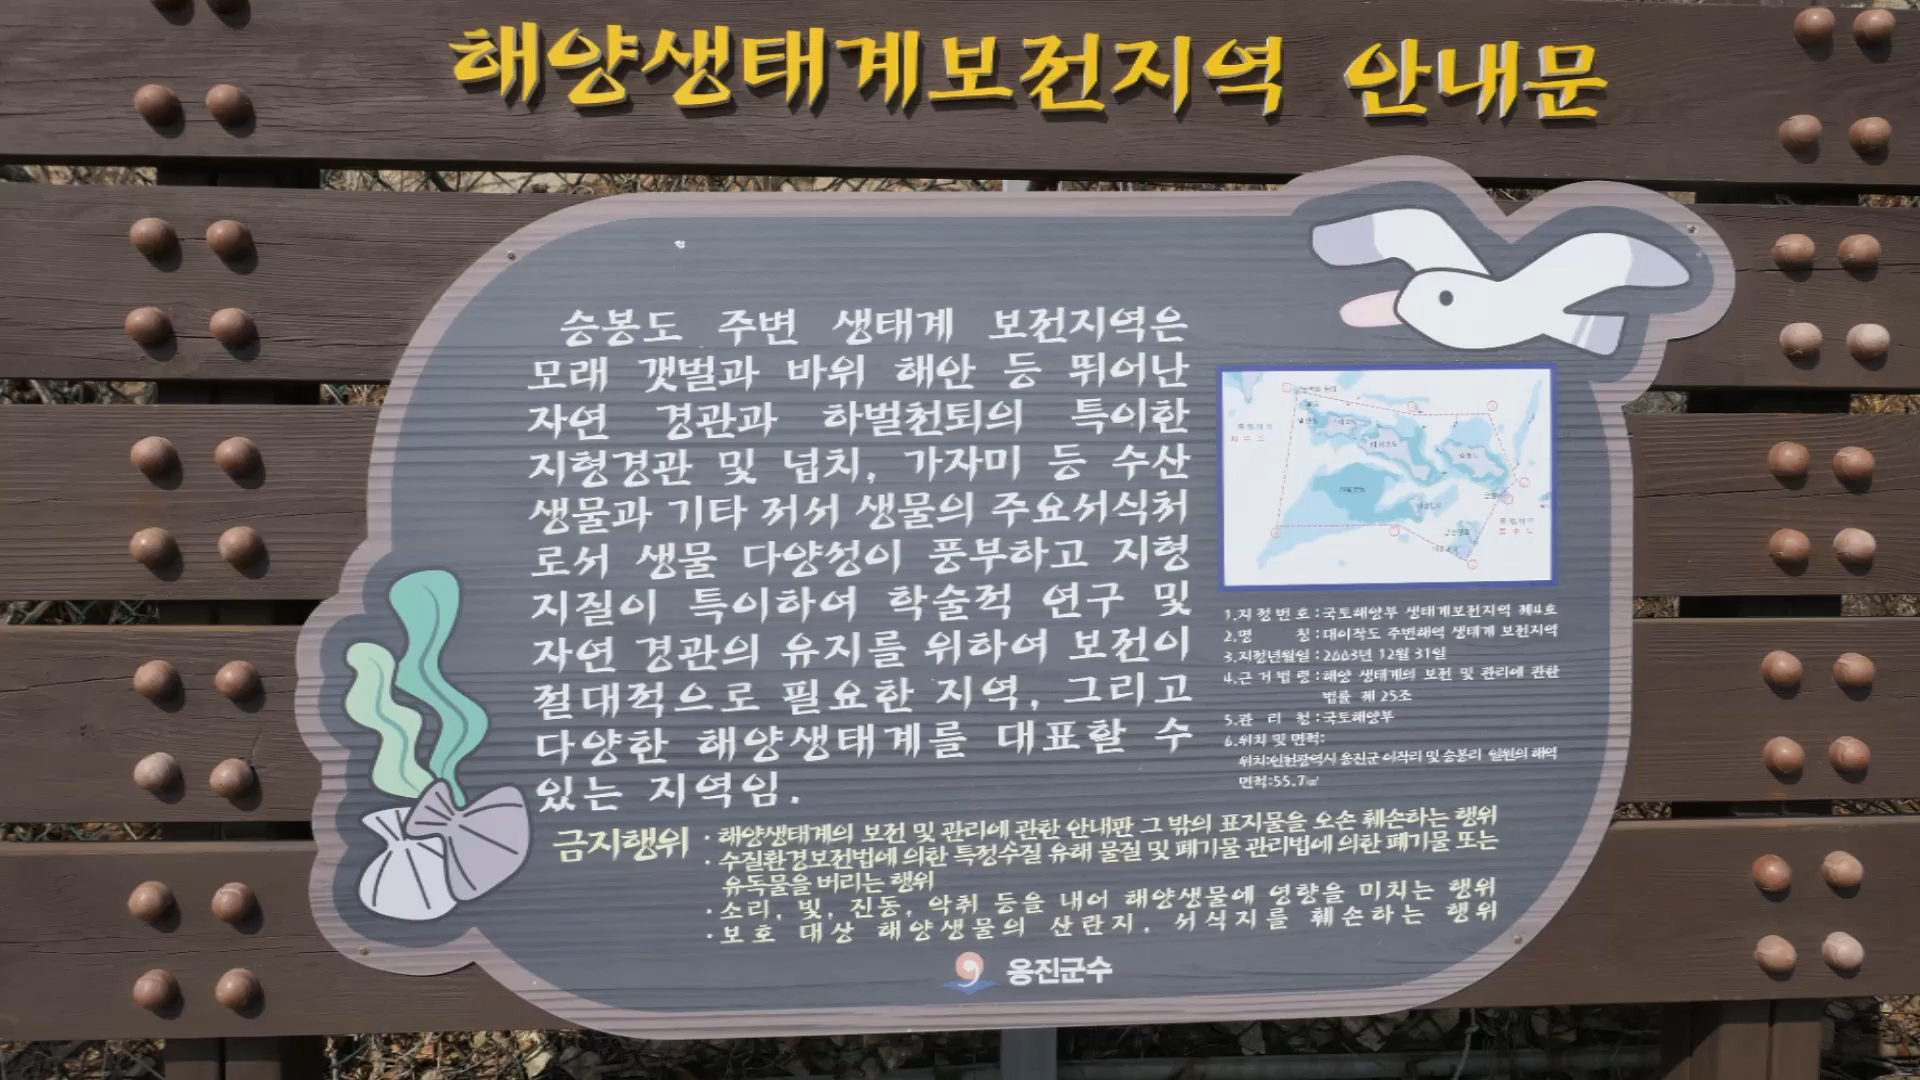 해양생태계보전지역 안내문
승봉도 주변 생태계 보전지역은
모래 갯벌과 바위 해안 등 뛰어난
자연 경관과 하벌천퇴의 특이한
지형경관 및 넙치, 가자미 등 수산
생물과 기타 저서 생물의 주요서식처
로서 생물 다양성이 풍부하고 지형
지질이 특이하여 학술적 연구 및
자연 경관의 유지를 위하여 보전이
절대적으로 필요한 지역, 그리고
다양한 해양생태계를 대표할 수
있는 지역임.
1.지정번호:국토해양부 생태계보전지역 제4호
2.명 칭:대이작도 주변해역 생태계 보전지역
3.지정년월일:2003년 12월 31일
4.근거법령:해양 생태계의 보전 및 관리에 관한
법률 제 25조
5.관 리 청:국토해양부
6.위치 및 면적:
위치:인천광역시 옹진군 이작리 및 승봉리 일원의 해역
면적:55.7㎢
금지행위 ·해양생태계의 보전 및 관리에 관한 안내판 그 밖의 표지물을 오손 훼손하는 행위
·수질환경보전법에 의한 특정수질 유해 물질 및 폐기물 관리법에 의한 폐기물 또는
유독물을 버리는 행위
·소리, 빛, 진동, 악취 등을 내어 해양생물에 영향을 미치는 행위
·보호 대상 해양생물의 산란지, 서식지를 훼손하는 행위
옹진군수